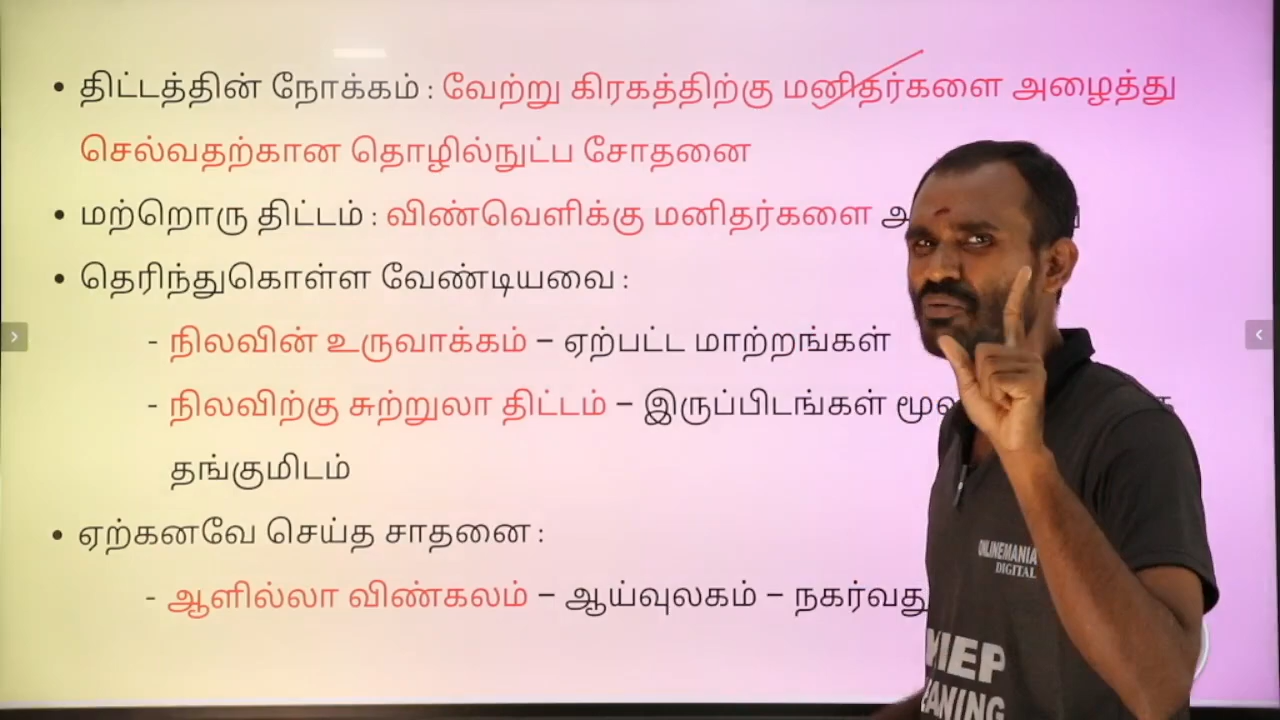 • திட்டத்தின் நோக்கம் : வேற்று கிரகத்திற்கு மனிதர்களை அழைத்து
செல்வதற்கான தொழில்நுட்ப சோதனை
• மற்றொரு திட்டம் : விண்வெளிக்கு மனிதர்களை
• தெரிந்துகொள்ள வேண்டியவை :
- நிலவின் உருவாக்கம் – ஏற்பட்ட மாற்றங்கள்
- நிலவிற்கு சுற்றுலா திட்டம் – இருப்பிடங்கள்
தங்குமிடம்
• ஏற்கனவே செய்த சாதனை :
- ஆளில்லா விண்கலம் – ஆய்வுலகம் – நகர்வது
ONLINEMANIA
DIGITAL